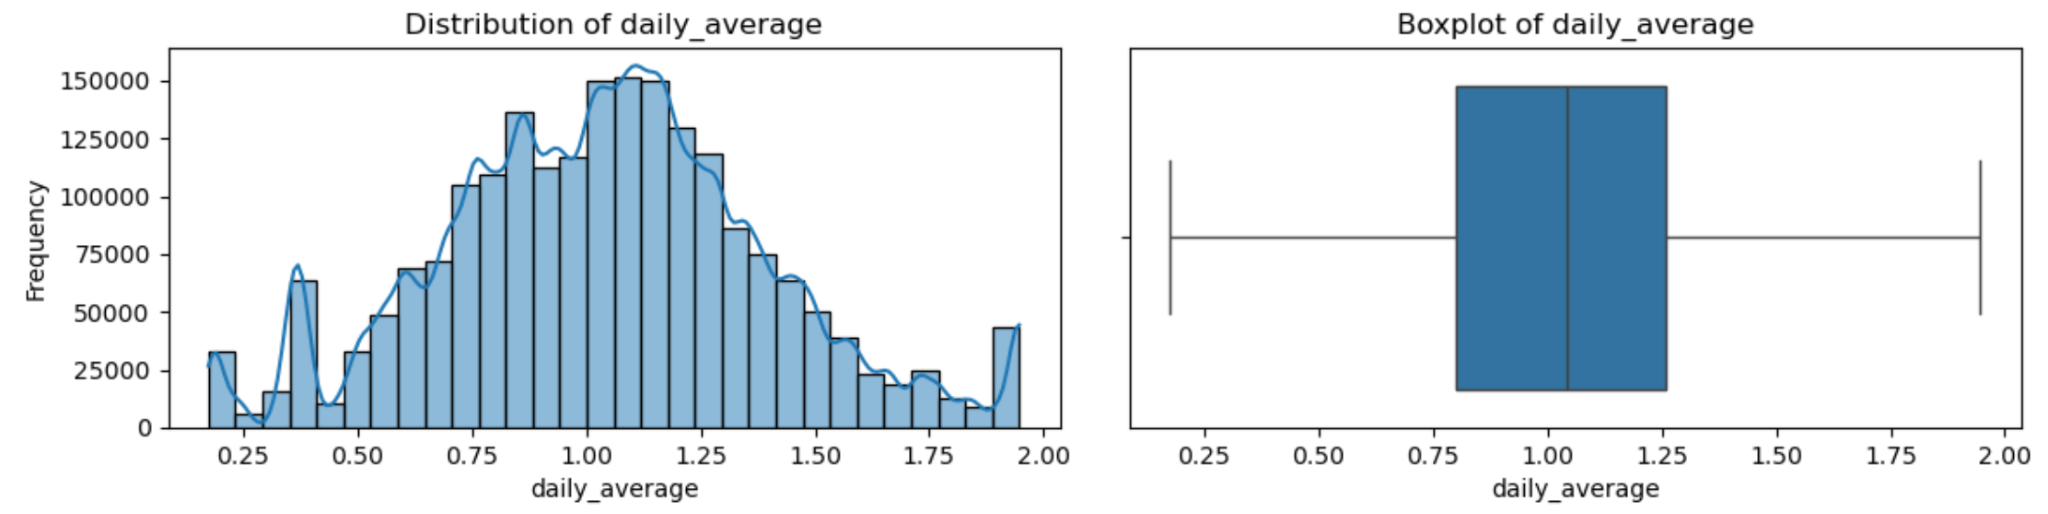 Distribution of daily_average
Frequency
150000
125000
100000
75000
50000
25000
0
0.25 0.50 0.75 1.00 1.25 1.50 1.75 2.00
daily_average
Boxplot of daily_average
0.25 0.50 0.75 1.00 1.25 1.50 1.75 2.00
daily_average